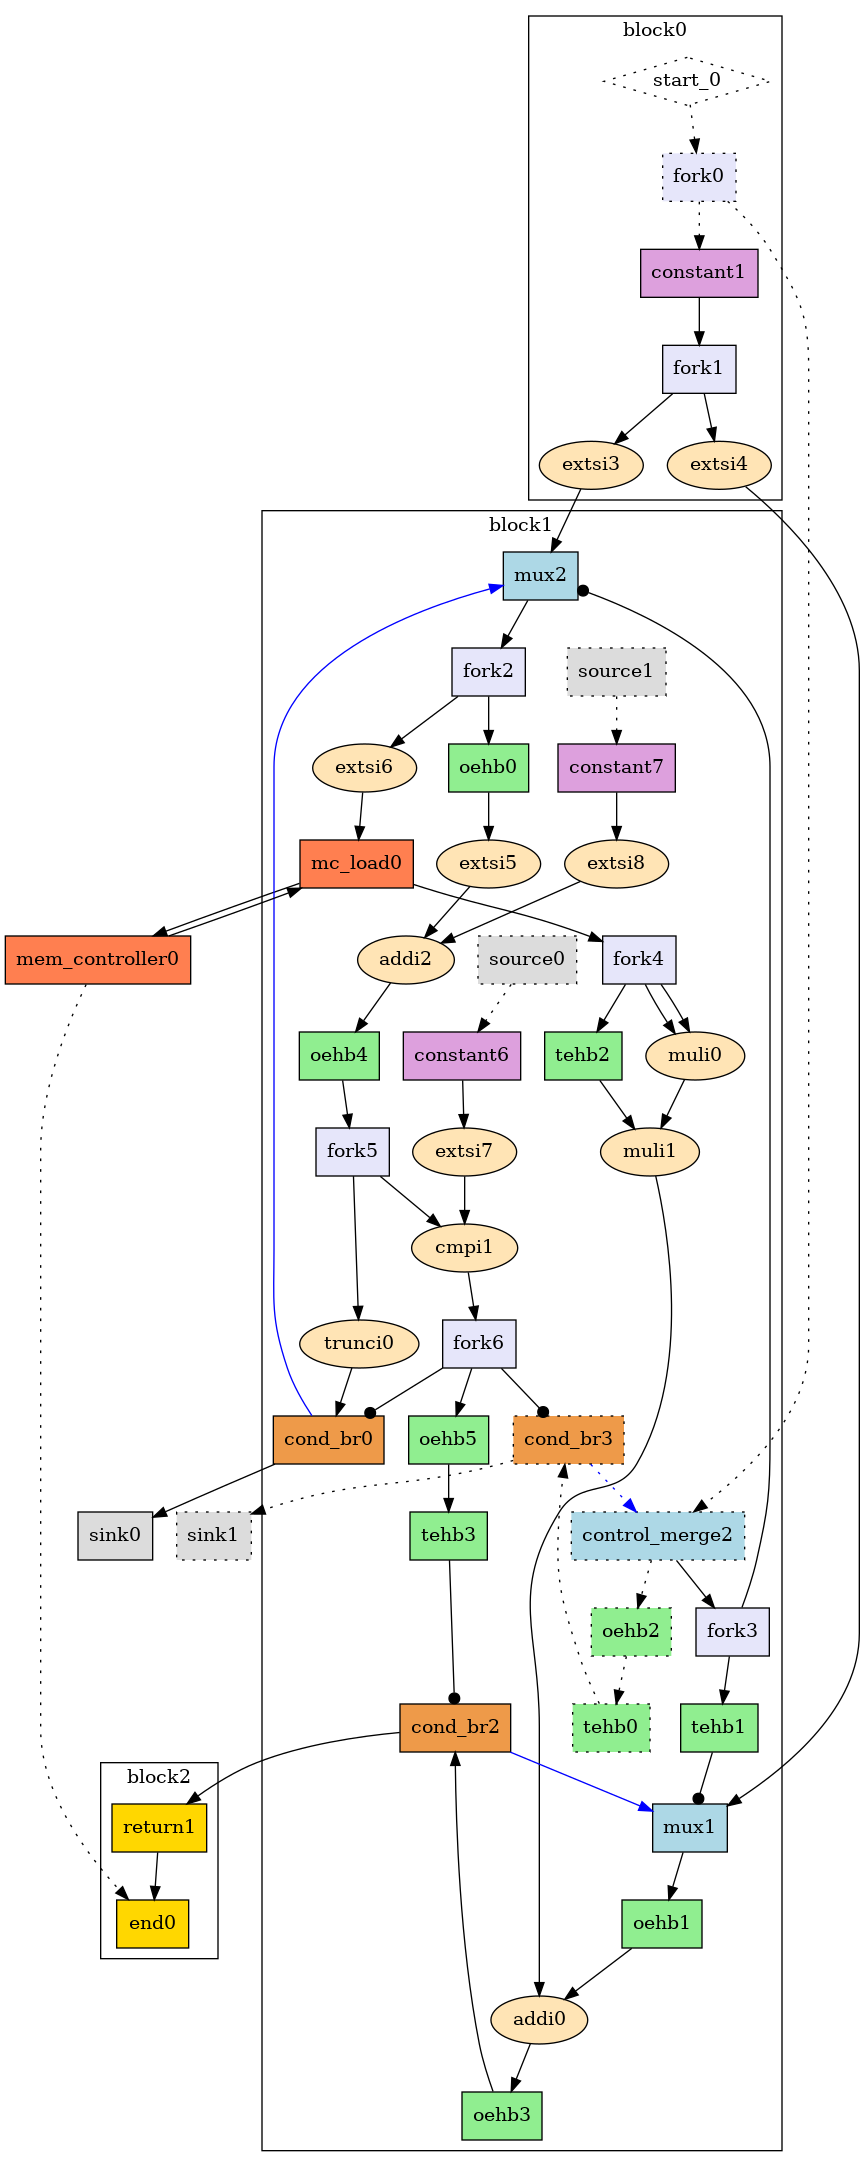 block0
start_0
fork0
constant1
fork1
extsi3
extsi4
block1
mux2
fork2
source1
extsi6
oehb0
constant7
mc_load0
extsi5
extsi8
mem_controller0
addi2
source0
fork4
oehb4
constant6
tehb2
muli0
fork5
extsi7
muli1
cmpi1
trunci0
fork6
cond_br0
oehb5
cond_br3
sink0
sink1
tehb3
control_merge2
oehb2
fork3
cond_br2
tehb0
tehb1
block2
return1
mux1
end0
oehb1
addi0
oehb3